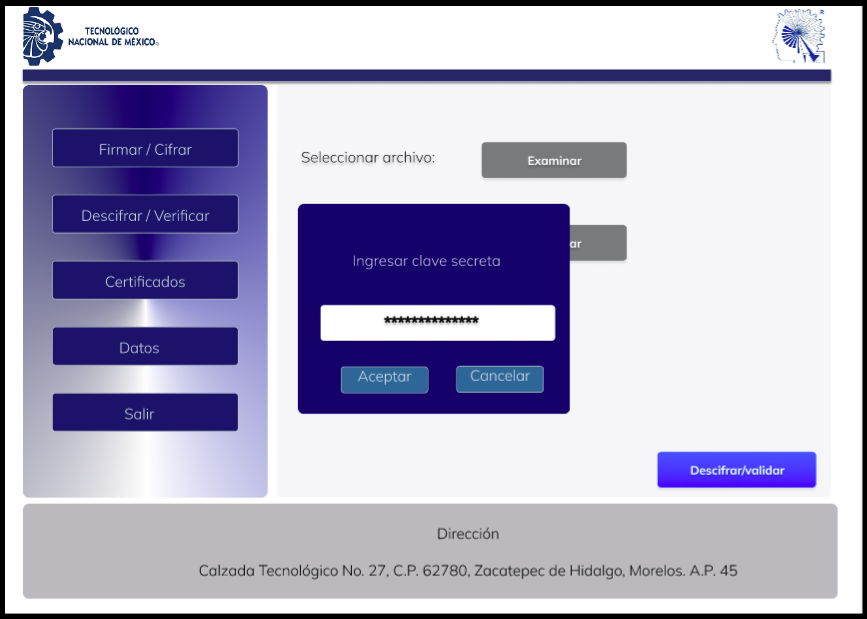 TECNOLÓGICO
NACIONAL DE MÉXICO®
Firmar / Cifrar
Descifrar / Verificar
Certificados
Datos
Salir
Seleccionar archivo:
Examinar
ar
Ingresar clave secreta
**************
Aceptar
Cancelar
Descifrar/validar
Dirección
Calzada Tecnológico No. 27, C.P. 62780, Zacatepec de Hidalgo, Morelos. A.P. 45